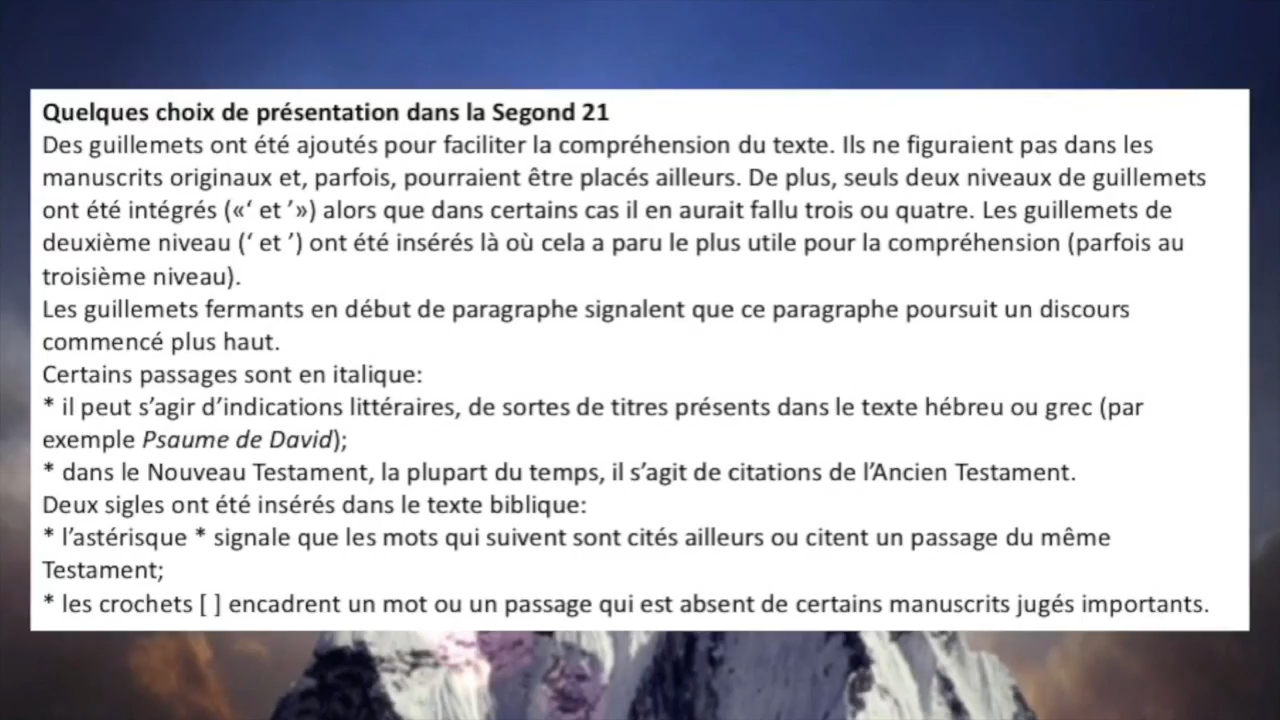 Quelques choix de présentation dans la Segond 21
Des guillemets ont été ajoutés pour faciliter la compréhension du texte. Ils ne figuraient pas dans les
manuscrits originaux et, parfois, pourraient être placés ailleurs. De plus, seuls deux niveaux de guillemets
ont été intégrés («‘ et ’») alors que dans certains cas il en aurait fallu trois ou quatre. Les guillemets de
deuxième niveau (‘ et ’) ont été insérés là où cela a paru le plus utile pour la compréhension (parfois au
troisième niveau).
Les guillemets fermants en début de paragraphe signalent que ce paragraphe poursuit un discours
commencé plus haut.
Certains passages sont en italique:
* il peut s’agir d’indications littéraires, de sortes de titres présents dans le texte hébreu ou grec (par
exemple Psaume de David);
* dans le Nouveau Testament, la plupart du temps, il s’agit de citations de l’Ancien Testament.
Deux sigles ont été insérés dans le texte biblique:
* l’astérisque * signale que les mots qui suivent sont cités ailleurs ou citent un passage du même
Testament;
* les crochets [ ] encadrent un mot ou un passage qui est absent de certains manuscrits jugés importants.